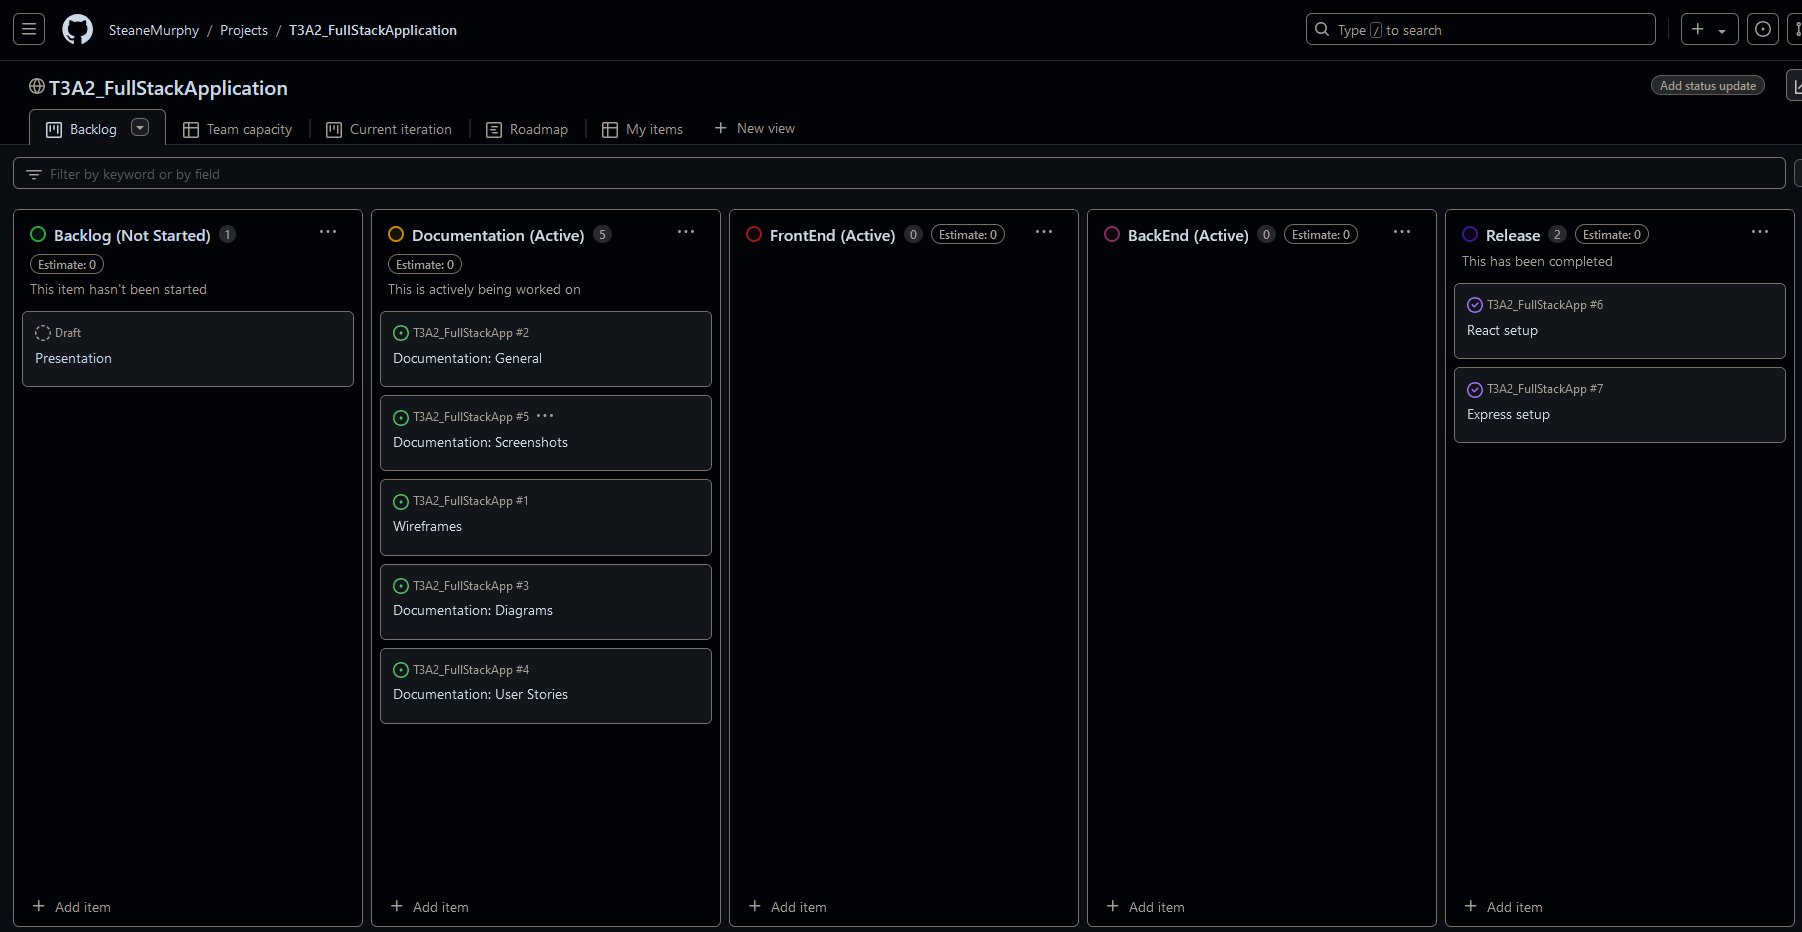 SteaneMurphy / Projects / T3A2_FullStackApplication
Type / to search
T3A2_FullStackApplication
Add status update
Backlog
Team capacity
Current iteration
Roadmap
My items
+ New view
Filter by keyword or by field
Backlog (Not Started) 1
Estimate: 0
This item hasn't been started
Draft
Presentation
+ Add item
Documentation (Active) 5
Estimate: 0
This is actively being worked on
T3A2_FullStackApp #2
Documentation: General
T3A2_FullStackApp #5
Documentation: Screenshots
T3A2_FullStackApp #1
Wireframes
T3A2_FullStackApp #3
Documentation: Diagrams
T3A2_FullStackApp #4
Documentation: User Stories
+ Add item
FrontEnd (Active) 0 Estimate: 0
+ Add item
BackEnd (Active) 0 Estimate: 0
+ Add item
Release 2 Estimate: 0
This has been completed
T3A2_FullStackApp #6
React setup
T3A2_FullStackApp #7
Express setup
+ Add item